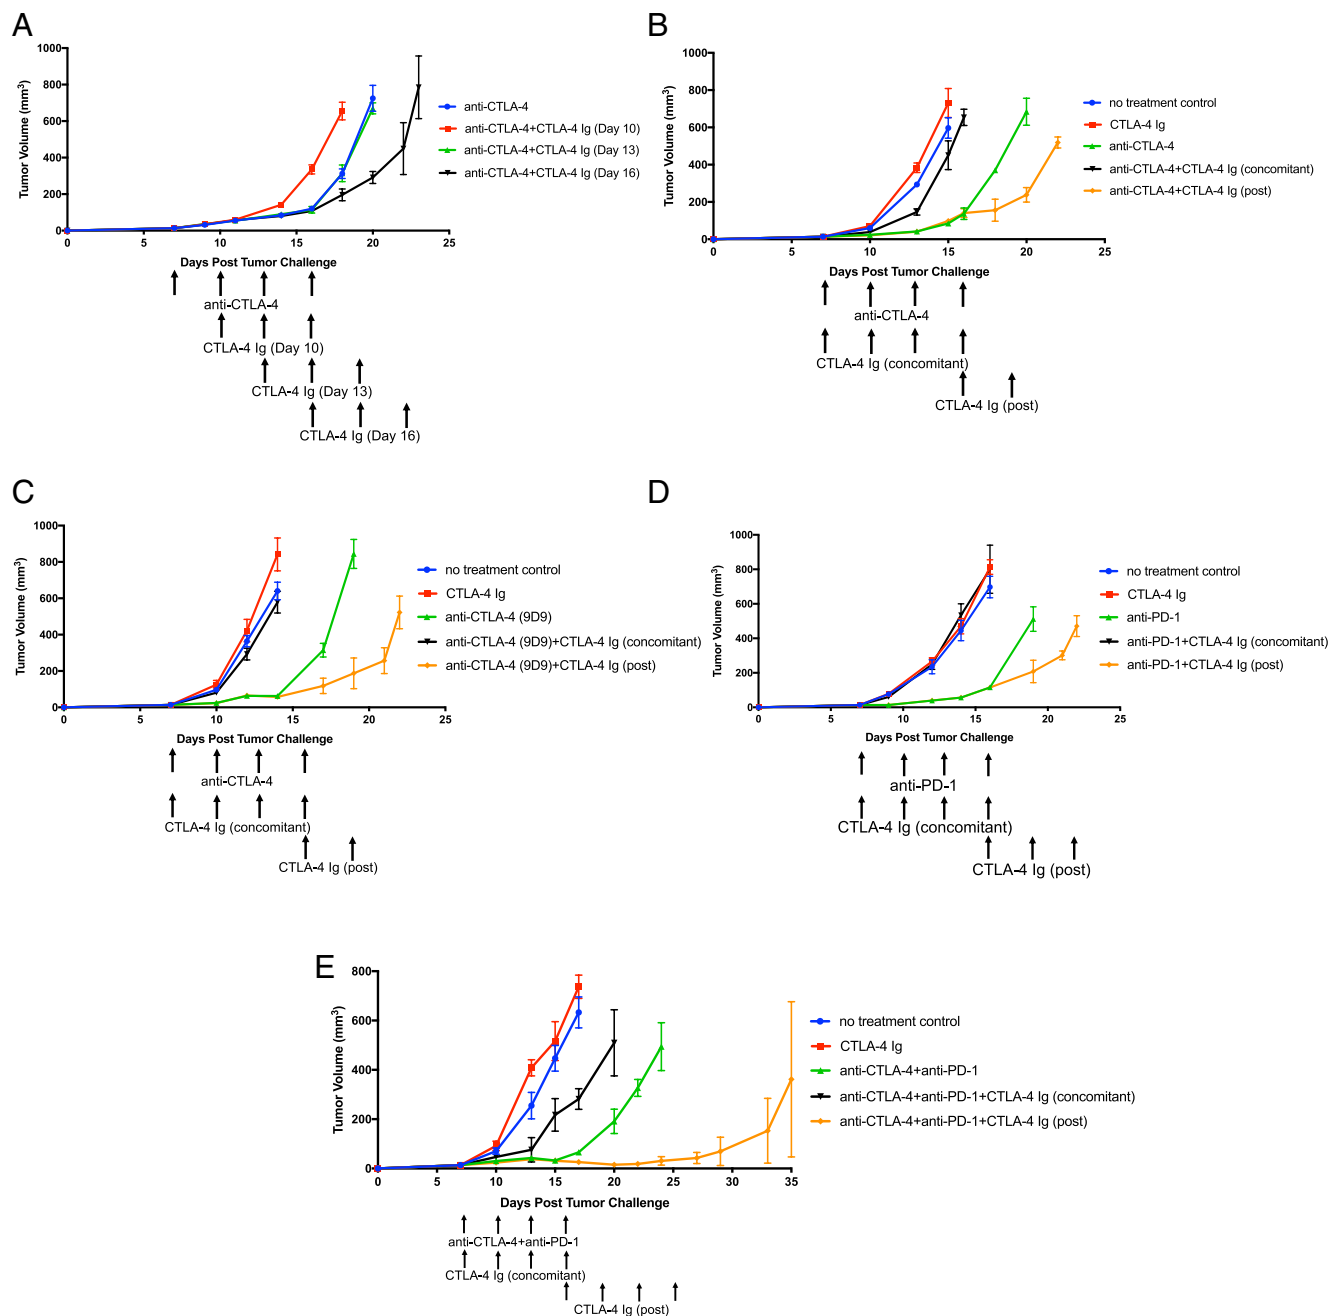 A
1000
800
600
400
200
0
Tumor Volume (mm³)
0 5 10 15 20 25
Days Post Tumor Challenge
anti-CTLA-4
anti-CTLA-4+CTLA-4 Ig (Day 10)
anti-CTLA-4+CTLA-4 Ig (Day 13)
anti-CTLA-4+CTLA-4 Ig (Day 16)
anti-CTLA-4
CTLA-4 Ig (Day 10)
CTLA-4 Ig (Day 13)
CTLA-4 Ig (Day 16)
B
1000
800
600
400
200
0
Tumor Volume (mm³)
0 5 10 15 20 25
Days Post Tumor Challenge
no treatment control
CTLA-4 Ig
anti-CTLA-4
anti-CTLA-4+CTLA-4 Ig (concomitant)
anti-CTLA-4+CTLA-4 Ig (post)
anti-CTLA-4
CTLA-4 Ig (concomitant)
CTLA-4 Ig (post)
C
1000
800
600
400
200
0
Tumor Volume (mm³)
0 5 10 15 20 25
Days Post Tumor Challenge
no treatment control
CTLA-4 Ig
anti-CTLA-4 (9D9)
anti-CTLA-4 (9D9)+CTLA-4 Ig (concomitant)
anti-CTLA-4 (9D9)+CTLA-4 Ig (post)
anti-CTLA-4
CTLA-4 Ig (concomitant)
CTLA-4 Ig (post)
D
1000
800
600
400
200
0
Tumor Volume (mm³)
0 5 10 15 20 25
Days Post Tumor Challenge
no treatment control
CTLA-4 Ig
anti-PD-1
anti-PD-1+CTLA-4 Ig (concomitant)
anti-PD-1+CTLA-4 Ig (post)
anti-PD-1
CTLA-4 Ig (concomitant)
CTLA-4 Ig (post)
E
800
600
400
200
0
Tumor Volume (mm³)
0 5 10 15 20 25 30 35
Days Post Tumor Challenge
no treatment control
CTLA-4 Ig
anti-CTLA-4+anti-PD-1
anti-CTLA-4+anti-PD-1+CTLA-4 Ig (concomitant)
anti-CTLA-4+anti-PD-1+CTLA-4 Ig (post)
anti-CTLA-4+anti-PD-1
CTLA-4 Ig (concomitant)
CTLA-4 Ig (post)